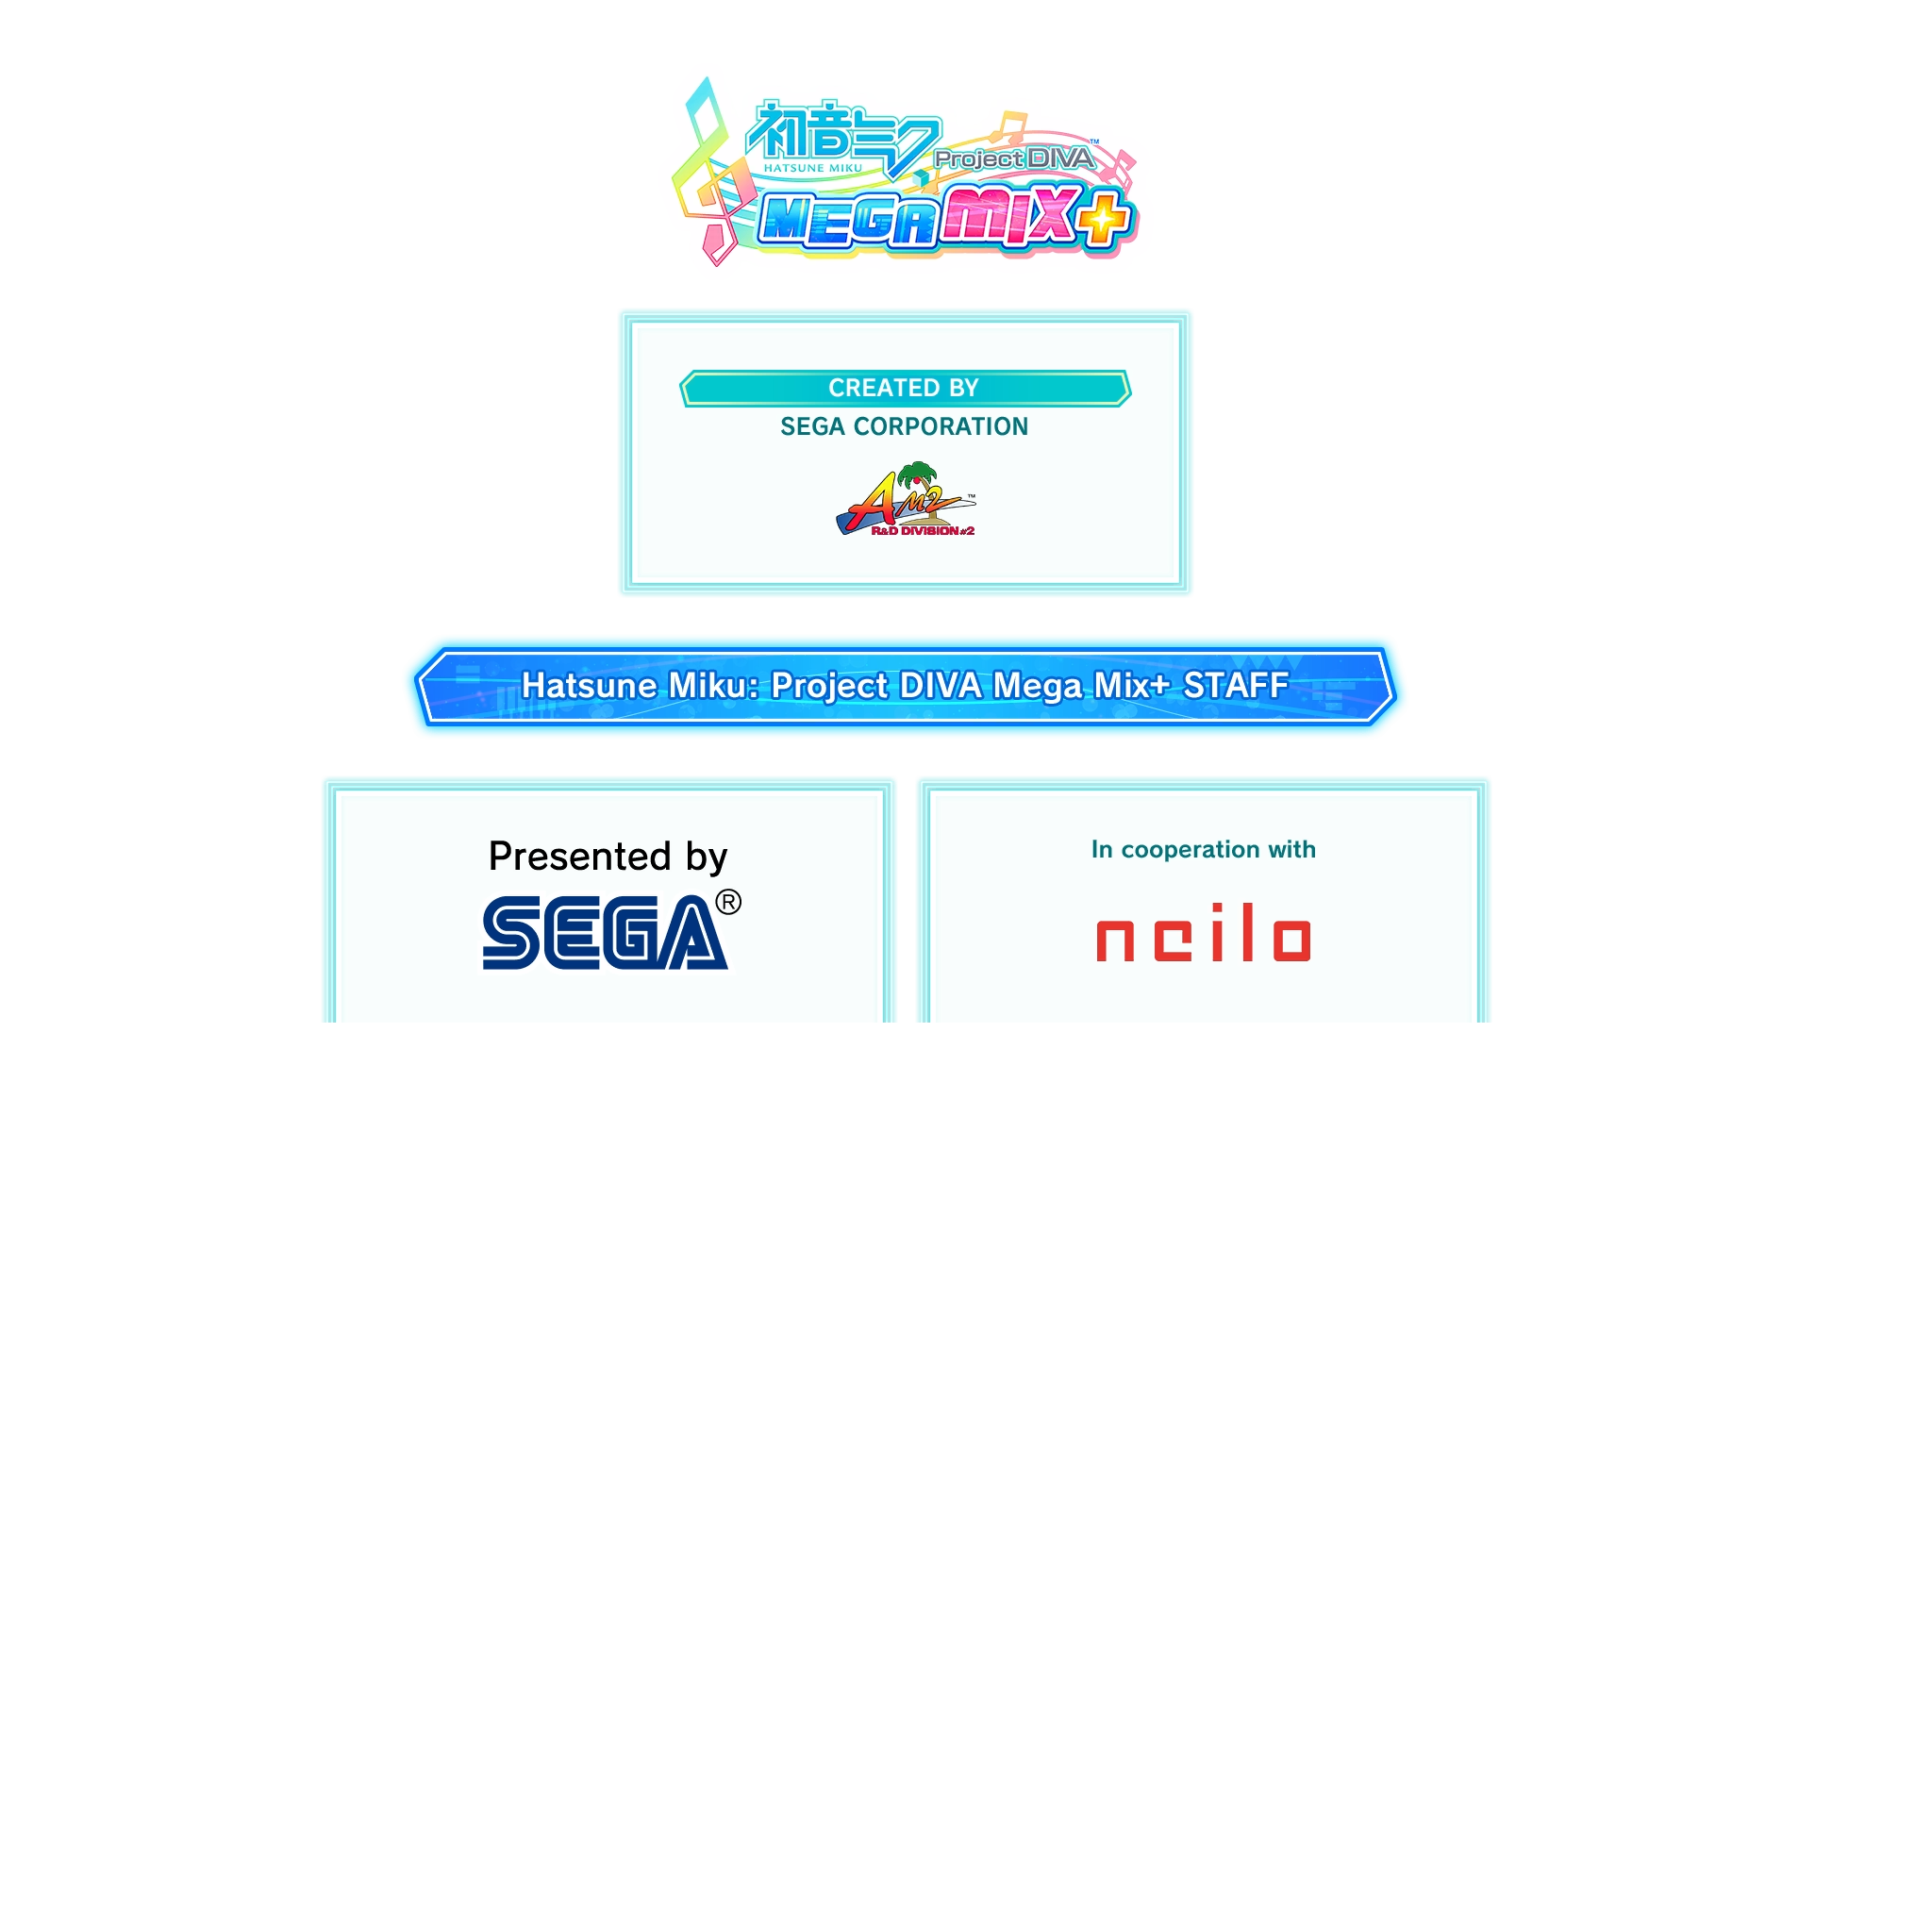 初音ミク
HATSUNE MIKU
Project DIVA™
MEGA MIX+
CREATED BY
SEGA CORPORATION
AM2™
R&D DIVISION#2
Hatsune Miku: Project DIVA Mega Mix+ STAFF
Presented by
SEGA®
In cooperation with
neilo